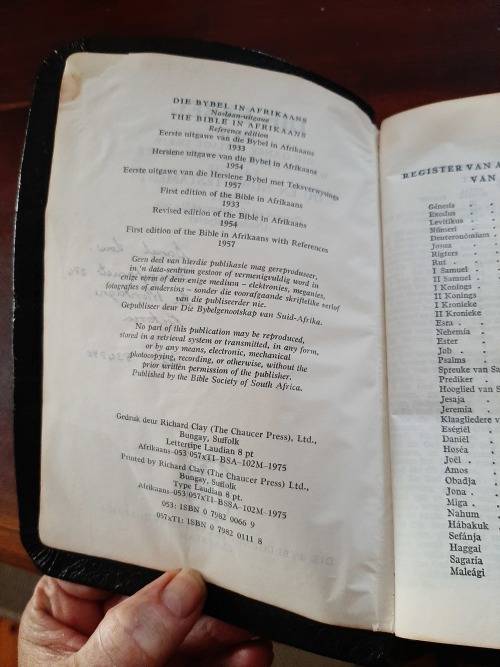 DIE BYBEL IN AFRIKAANS
Naslaan-uitgawe
THE BIBLE IN AFRIKAANS
Reference edition
Eerste uitgawe van die Bybel in Afrikaans
1933
Hersiene uitgawe van die Bybel in Afrikaans
1954
Eerste uitgawe van die Hersiene Bybel met Teksverwysings
1957
First edition of the Bible in Afrikaans
1933
Revised edition of the Bible in Afrikaans
1954
First edition of the Bible in Afrikaans with References
1957
Geen deel van hierdie publikasie mag gereproduseer,
in 'n data-sentrum gestoor of vermenigvuldig word in
enige vorm of deur enige medium – elektronies, meganies,
fotografies of andersins – sonder die voorafgaande skriftelike verlof
van die publiseerder nie.
Gepubliseer deur Die Bybelgenootskap van Suid-Afrika.
No part of this publication may be reproduced,
stored in a retrieval system or transmitted, in any form,
or by any means, electronic, mechanical
photocopying, recording, or otherwise, without the
prior written permission of the publisher.
Published by the Bible Society of South Africa.
Gedruk deur Richard Clay (The Chaucer Press), Ltd.,
Bungay, Suffolk
Lettertipe Laudian 8 pt.
Afrikaans–053/057xTI–BSA–102M–1975
Printed by Richard Clay (The Chaucer Press), Ltd.,
Bungay, Suffolk
Type Laudian 8 pt.
Afrikaans–053/057xTI–BSA–102M–1975
053: ISBN 0 7982 0066 9
057xTI: ISBN 0 7982 0111 8
REGISTER VAN
VAN
Génesis
Exodus
Levítikus
Númeri
Deuteronómium
Josua
Rigters
Rut
I Samuel
II Samuel
I Konings
II Konings
I Kronieke
II Kronieke
Esra
Nehemía
Ester
Job
Psalms
Spreuke van
Prediker
Hooglied van
Jesaja
Jeremia
Klaagliedere
Eségiël
Daniël
Hoséa
Joël
Amos
Obadja
Jona
Miga
Nahum
Hábakuk
Sefánja
Haggai
Sagaría
Maleági